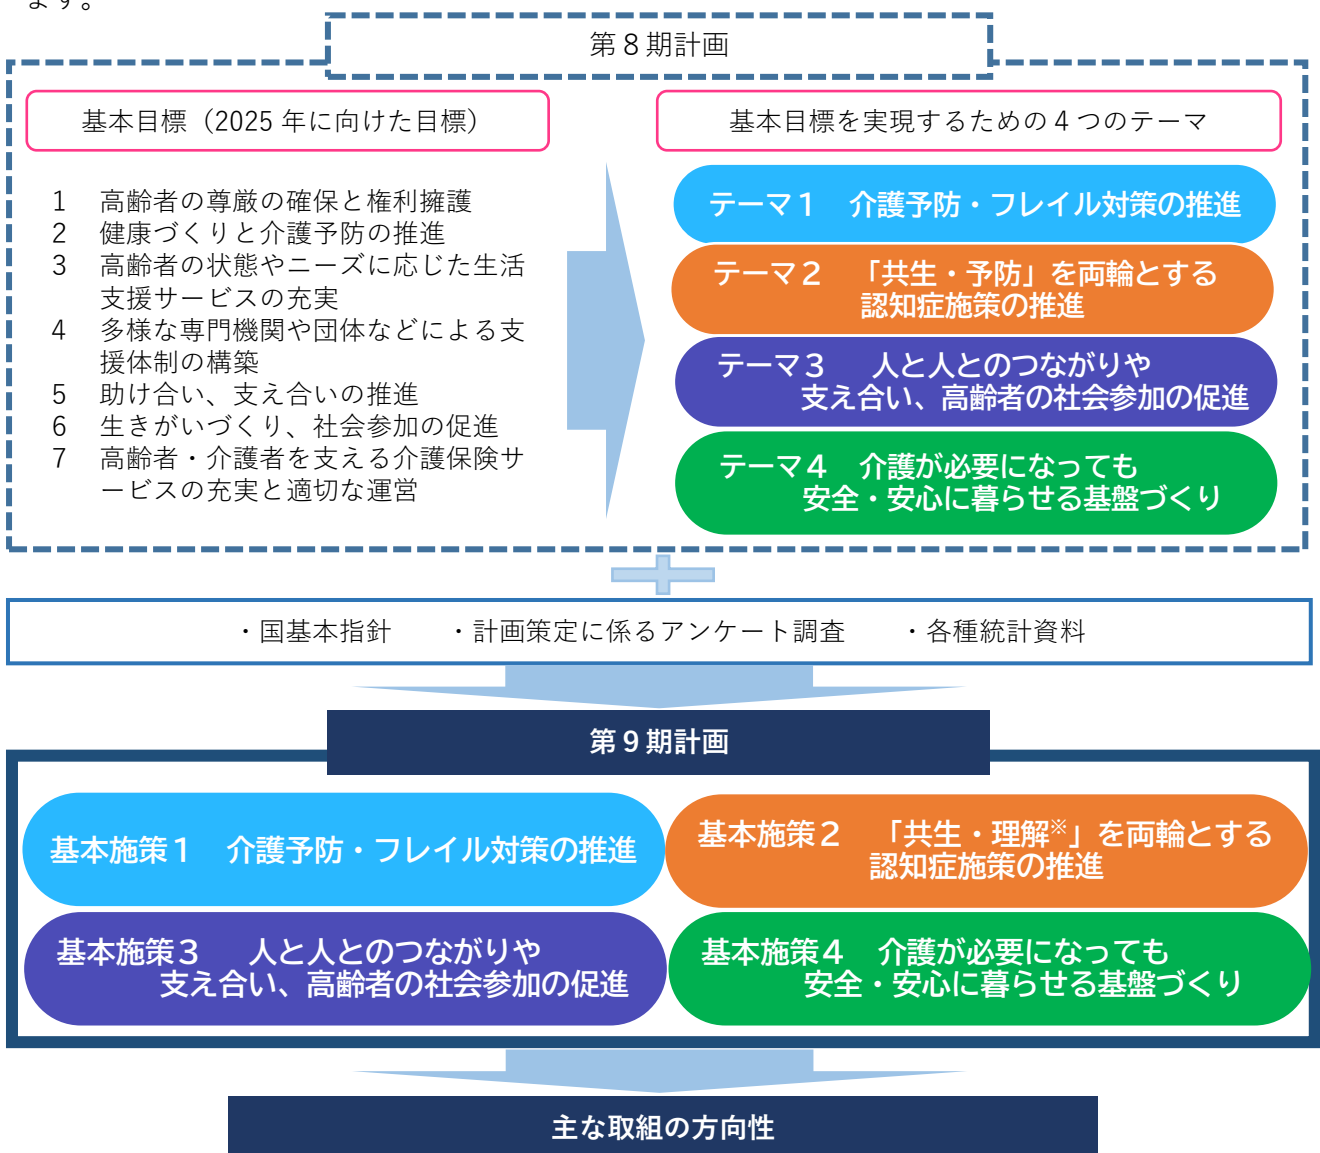 ます。
第８期計画
基本目標（2025 年に向けた目標）
1 高齢者の尊厳の確保と権利擁護
2 健康づくりと介護予防の推進
3 高齢者の状態やニーズに応じた生活
支援サービスの充実
4 多様な専門機関や団体などによる支
援体制の構築
5 助け合い、支え合いの推進
6 生きがいづくり、社会参加の促進
7 高齢者・介護者を支える介護保険サ
ービスの充実と適切な運営
基本目標を実現するための４つのテーマ
テーマ１　介護予防・フレイル対策の推進
テーマ２　「共生・予防」を両輪とする
認知症施策の推進
テーマ３　人と人とのつながりや
支え合い、高齢者の社会参加の促進
テーマ４　介護が必要になっても
安全・安心に暮らせる基盤づくり
・国基本指針　・計画策定に係るアンケート調査　・各種統計資料
第９期計画
基本施策１　介護予防・フレイル対策の推進
基本施策２　「共生・理解※」を両輪とする
認知症施策の推進
基本施策３　人と人とのつながりや
支え合い、高齢者の社会参加の促進
基本施策４　介護が必要になっても
安全・安心に暮らせる基盤づくり
主な取組の方向性